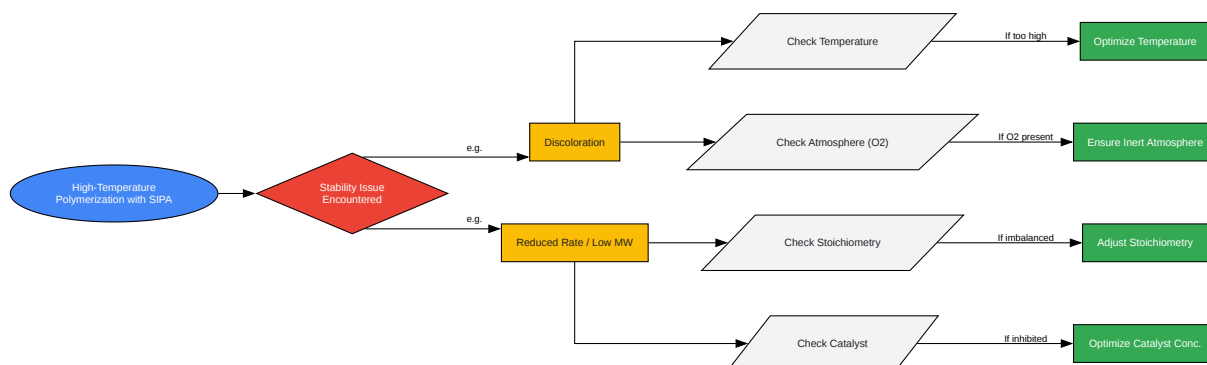 High-Temperature
Polymerization with SIPA
Stability Issue
Encountered
e.g.
e.g.
Discoloration
Reduced Rate / Low MW
Check Temperature
If too high
Optimize Temperature
Check Atmosphere (O2)
If O2 present
Ensure Inert Atmosphere
Check Stoichiometry
If imbalanced
Adjust Stoichiometry
Check Catalyst
If inhibited
Optimize Catalyst Conc.